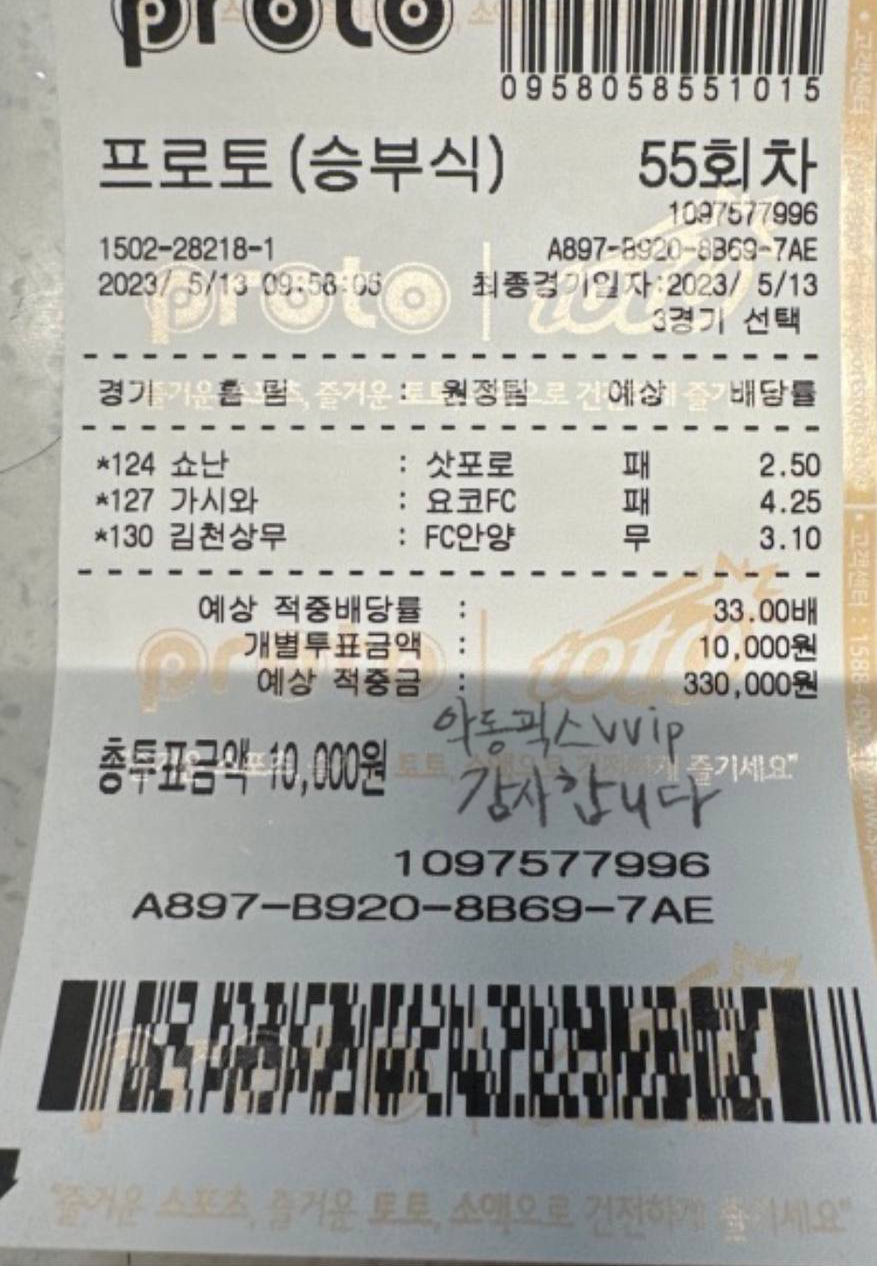 proto
095805855101​5
프로토(승부식) 55회차
1097577996
1502-28218-1 A897-B920-8B69-7AE
2023/ 5/13 09:58:06 최종경기일자:2023/ 5/13
3경기 선택
경기 홈 팀 : 원정팀 예상 배당률
*124 쇼난 : 삿포로 패 2.50
*127 가시와 : 요코FC 패 4.25
*130 김천상무 : FC안양 무 3.10
예상 적중배당률 : 33.00배
개별투표금액 : 10,000원
예상 적중금 : 330,000원
악동픽스 vvip
총투표금액 10,000원
감사합니다
1097577996
A897-B920-8B69-7AE
"즐거운 스포츠, 즐거운 토토, 소액으로 건전하게 즐기세요"